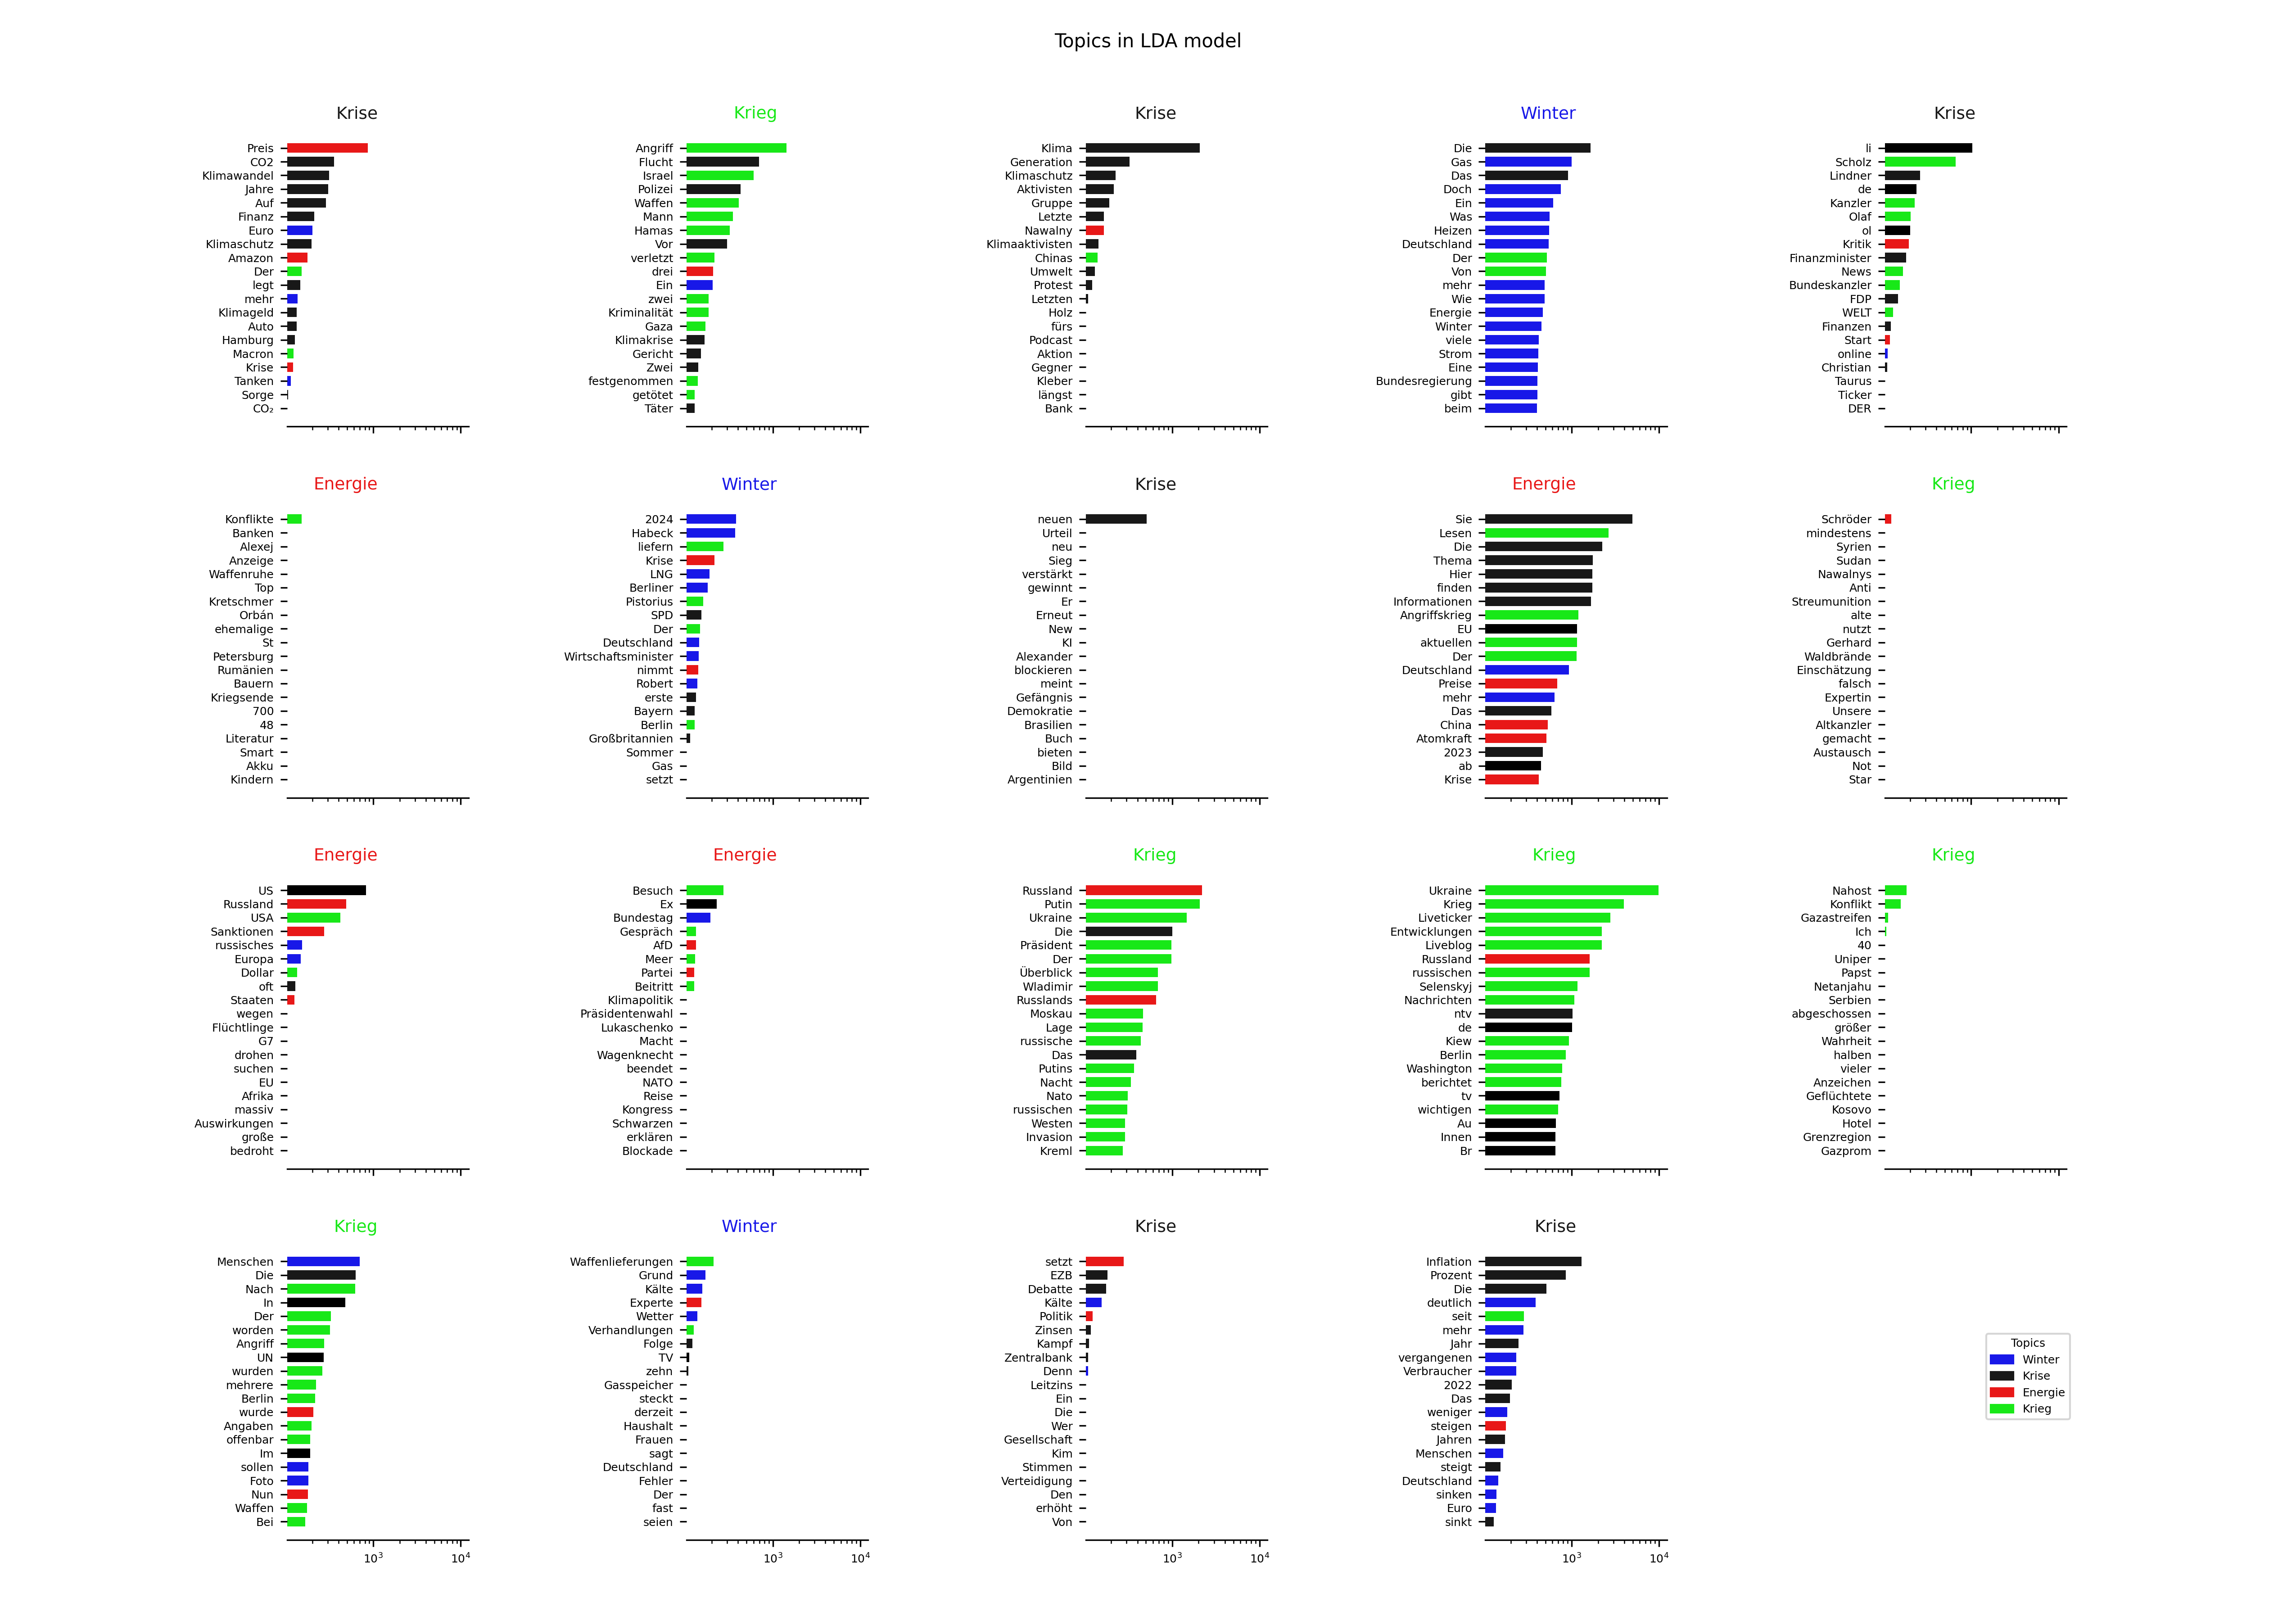 Topics in LDA model
Krise
Preis
CO2
Klimawandel
Jahre
Auf
Finanz
Euro
Klimaschutz
Amazon
Der
legt
mehr
Klimageld
Auto
Hamburg
Macron
Krise
Tanken
Sorge
CO₂
Krieg
Angriff
Flucht
Israel
Polizei
Waffen
Mann
Hamas
Vor
verletzt
drei
Ein
zwei
Kriminalität
Gaza
Klimakrise
Gericht
Zwei
festgenommen
getötet
Täter
Krise
Klima
Generation
Klimaschutz
Aktivisten
Gruppe
Letzte
Nawalny
Klimaaktivisten
Chinas
Umwelt
Protest
Letzten
Holz
fürs
Podcast
Aktion
Gegner
Kleber
längst
Bank
Winter
Die
Gas
Das
Doch
Ein
Was
Heizen
Deutschland
Der
Von
mehr
Wie
Energie
Winter
viele
Strom
Eine
Bundesregierung
gibt
beim
Krise
li
Scholz
Lindner
de
Kanzler
Olaf
ol
Kritik
Finanzminister
News
Bundeskanzler
FDP
WELT
Finanzen
Start
online
Christian
Taurus
Ticker
DER
Energie
Konflikte
Banken
Alexej
Anzeige
Waffenruhe
Top
Kretschmer
Orbán
ehemalige
St
Petersburg
Rumänien
Bauern
Kriegsende
700
48
Literatur
Smart
Akku
Kindern
Winter
2024
Habeck
liefern
Krise
LNG
Berliner
Pistorius
SPD
Der
Deutschland
Wirtschaftsminister
nimmt
Robert
erste
Bayern
Berlin
Großbritannien
Sommer
Gas
setzt
Krise
neuen
Urteil
neu
Sieg
verstärkt
gewinnt
Er
Erneut
New
KI
Alexander
blockieren
meint
Gefängnis
Demokratie
Brasilien
Buch
bieten
Bild
Argentinien
Energie
Sie
Lesen
Die
Thema
Hier
finden
Informationen
Angriffskrieg
EU
aktuellen
Der
Deutschland
Preise
mehr
Das
China
Atomkraft
2023
ab
Krise
Krieg
Schröder
mindestens
Syrien
Sudan
Nawalnys
Anti
Streumunition
alte
nutzt
Gerhard
Waldbrände
Einschätzung
falsch
Expertin
Unsere
Altkanzler
gemacht
Austausch
Not
Star
Energie
US
Russland
USA
Sanktionen
russisches
Europa
Dollar
oft
Staaten
wegen
Flüchtlinge
G7
drohen
suchen
EU
Afrika
massiv
Auswirkungen
große
bedroht
Energie
Besuch
Ex
Bundestag
Gespräch
AfD
Meer
Partei
Beitritt
Klimapolitik
Präsidentenwahl
Lukaschenko
Macht
Wagenknecht
beendet
NATO
Reise
Kongress
Schwarzen
erklären
Blockade
Krieg
Russland
Putin
Ukraine
Die
Präsident
Der
Überblick
Wladimir
Russlands
Moskau
Lage
russische
Das
Putins
Nacht
Nato
russischen
Westen
Invasion
Kreml
Krieg
Ukraine
Krieg
Liveticker
Entwicklungen
Liveblog
Russland
russischen
Selenskyj
Nachrichten
ntv
de
Kiew
Berlin
Washington
berichtet
tv
wichtigen
Au
Innen
Br
Krieg
Nahost
Konflikt
Gazastreifen
Ich
40
Uniper
Papst
Netanjahu
Serbien
abgeschossen
größer
Wahrheit
halben
vieler
Anzeichen
Geflüchtete
Kosovo
Hotel
Grenzregion
Gazprom
Krieg
Menschen
Die
Nach
In
Der
worden
Angriff
UN
wurden
mehrere
Berlin
wurde
Angaben
offenbar
Im
sollen
Foto
Nun
Waffen
Bei
10³ 10⁴
Winter
Waffenlieferungen
Grund
Kälte
Experte
Wetter
Verhandlungen
Folge
TV
zehn
Gasspeicher
steckt
derzeit
Haushalt
Frauen
sagt
Deutschland
Fehler
Der
fast
seien
10³ 10⁴
Krise
setzt
EZB
Debatte
Kälte
Politik
Zinsen
Kampf
Zentralbank
Denn
Leitzins
Ein
Die
Wer
Gesellschaft
Kim
Stimmen
Verteidigung
Den
erhöht
Von
10³ 10⁴
Krise
Inflation
Prozent
Die
deutlich
seit
mehr
Jahr
vergangenen
Verbraucher
2022
Das
weniger
steigen
Jahren
Menschen
steigt
Deutschland
sinken
Euro
sinkt
10³ 10⁴
Topics
Winter
Krise
Energie
Krieg